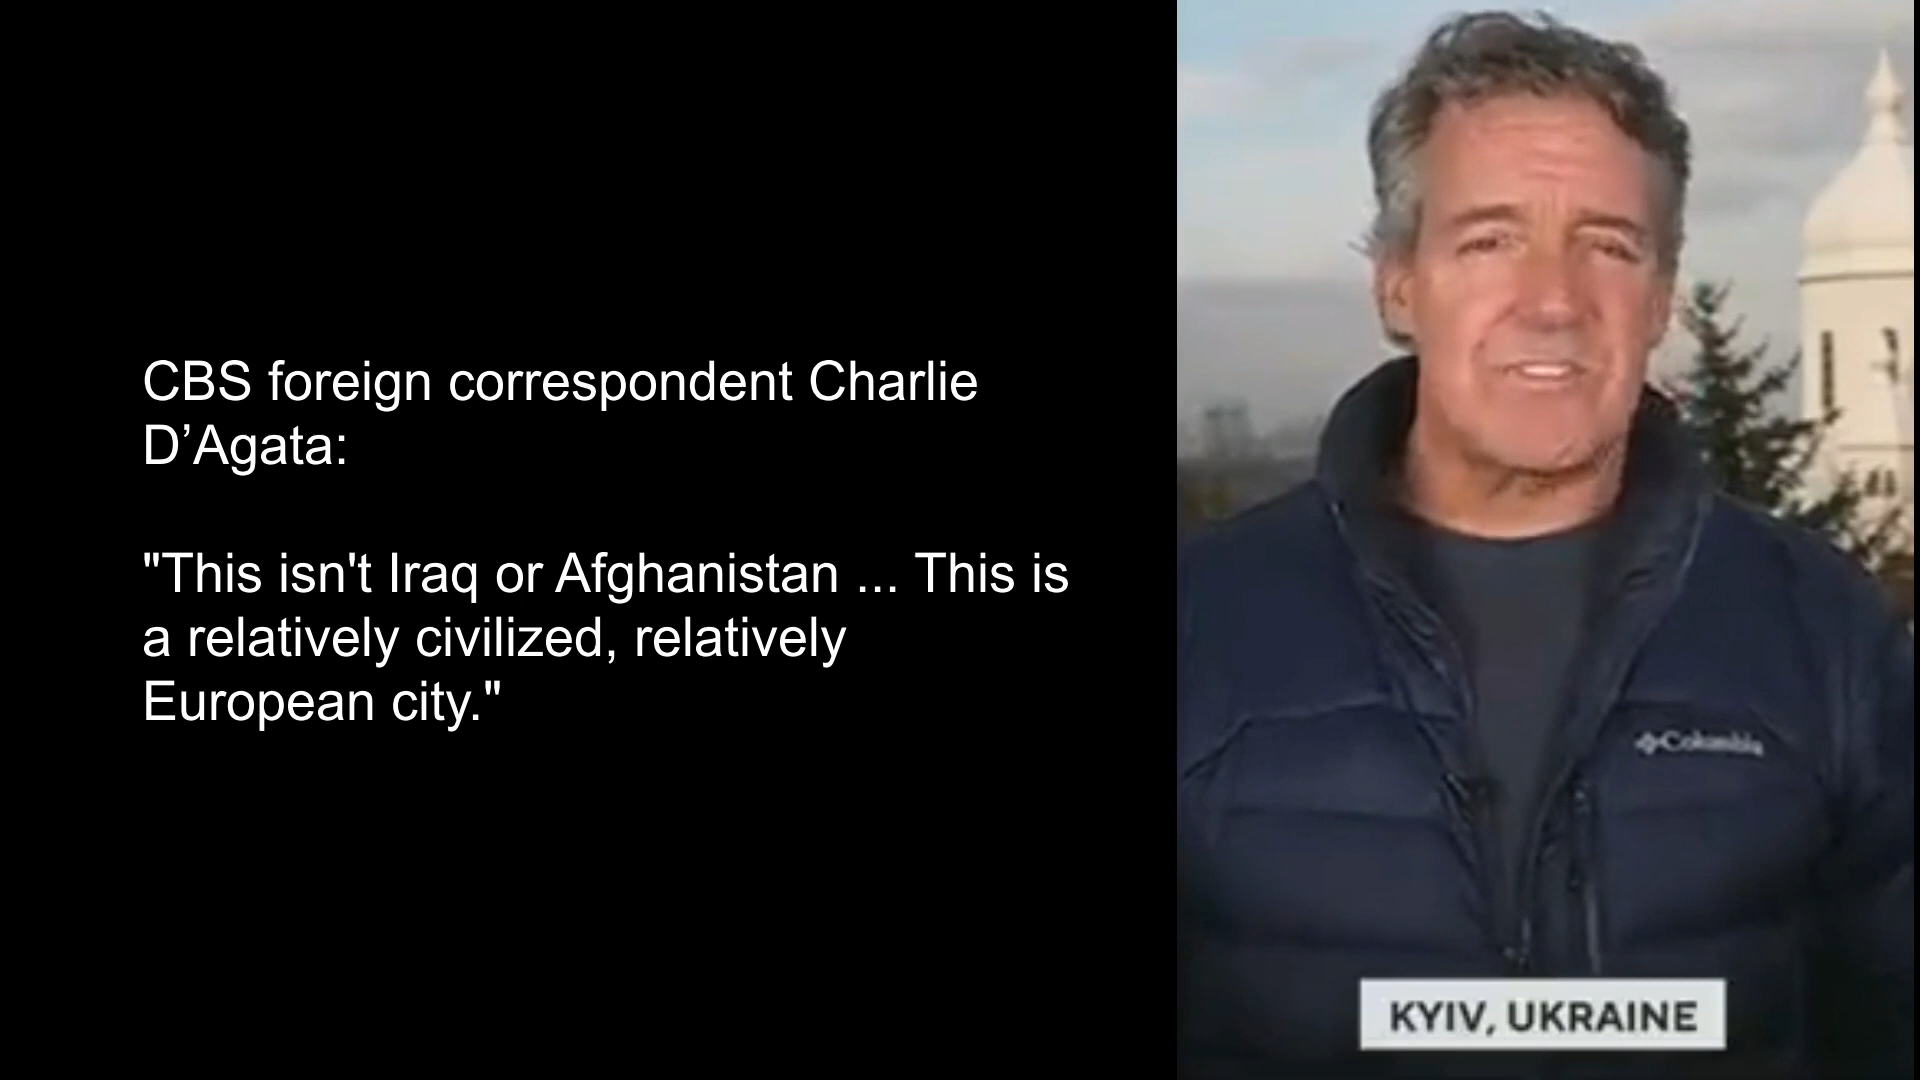 CBS foreign correspondent Charlie
D’Agata:
"This isn't Iraq or Afghanistan ... This is
a relatively civilized, relatively
European city."
Columbia
KYIV, UKRAINE